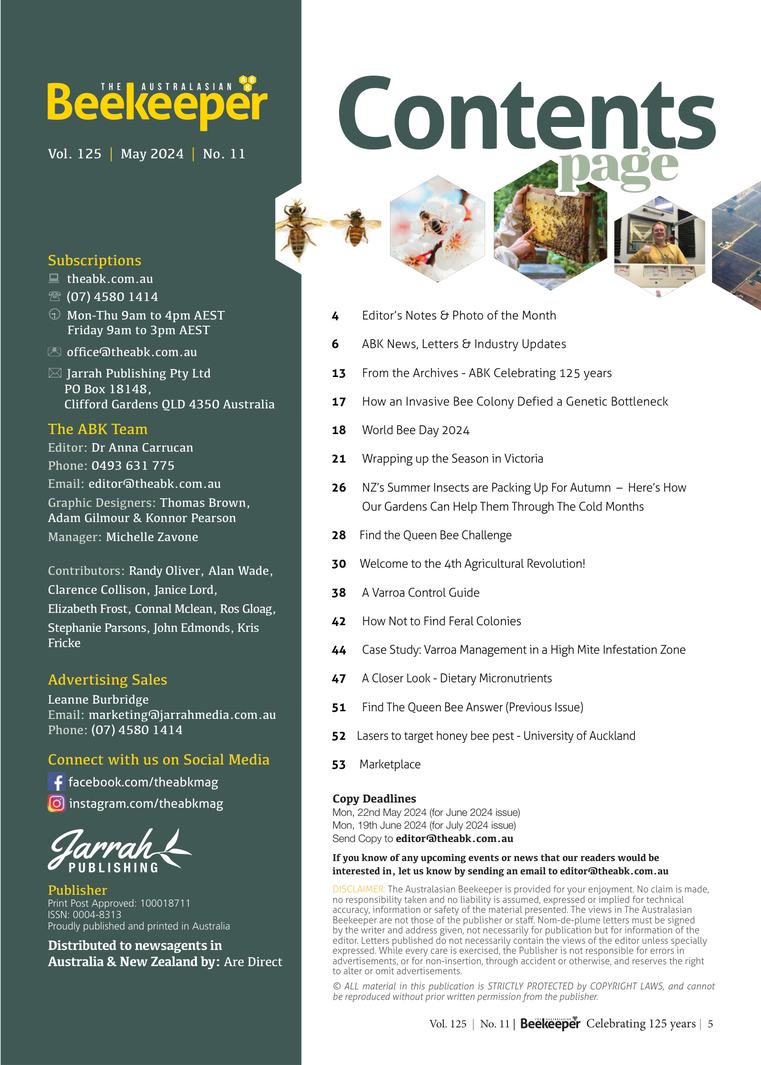 THE AUSTRALASIAN
Beekeeper
Vol. 125 | May 2024 | No. 11
Subscriptions
theabk.com.au
(07) 4580 1414
Mon-Thu 9am to 4pm AEST
Friday 9am to 3pm AEST
office@theabk.com.au
Jarrah Publishing Pty Ltd
PO Box 18148,
Clifford Gardens QLD 4350 Australia
The ABK Team
Editor: Dr Anna Carrucan
Phone: 0493 631 775
Email: editor@theabk.com.au
Graphic Designers: Thomas Brown,
Adam Gilmour & Konnor Pearson
Manager: Michelle Zavone
Contributors: Randy Oliver, Alan Wade,
Clarence Collison, Janice Lord,
Elizabeth Frost, Connal Mclean, Ros Gloag,
Stephanie Parsons, John Edmonds, Kris
Fricke
Advertising Sales
Leanne Burbridge
Email: marketing@jarrahmedia.com.au
Phone: (07) 4580 1414
Connect with us on Social Media
facebook.com/theabkmag
instagram.com/theabkmag
Jarrah
PUBLISHING
Publisher
Print Post Approved: 100018711
ISSN: 0004-8313
Proudly published and printed in Australia
Distributed to newsagents in
Australia & New Zealand by: Are Direct
Contents
page
4 Editor's Notes & Photo of the Month
6 ABK News, Letters & Industry Updates
13 From the Archives - ABK Celebrating 125 years
17 How an Invasive Bee Colony Defied a Genetic Bottleneck
18 World Bee Day 2024
21 Wrapping up the Season in Victoria
26 NZ's Summer Insects are Packing Up For Autumn – Here's How
Our Gardens Can Help Them Through The Cold Months
28 Find the Queen Bee Challenge
30 Welcome to the 4th Agricultural Revolution!
38 A Varroa Control Guide
42 How Not to Find Feral Colonies
44 Case Study: Varroa Management in a High Mite Infestation Zone
47 A Closer Look - Dietary Micronutrients
51 Find The Queen Bee Answer (Previous Issue)
52 Lasers to target honey bee pest - University of Auckland
53 Marketplace
Copy Deadlines
Mon, 22nd May 2024 (for June 2024 issue)
Mon, 19th June 2024 (for July 2024 issue)
Send Copy to editor@theabk.com.au
If you know of any upcoming events or news that our readers would be
interested in, let us know by sending an email to editor@theabk.com.au
DISCLAIMER: The Australasian Beekeeper is provided for your enjoyment. No claim is made,
no responsibility taken and no liability is assumed, expressed or implied for technical
accuracy, information or safety of the material presented. The views in The Australasian
Beekeeper are not those of the publisher or staff. Nom-de-plume letters must be signed
by the writer and address given, not necessarily for publication but for information of the
editor. Letters published do not necessarily contain the views of the editor unless specially
expressed. While every care is exercised, the Publisher is not responsible for errors in
advertisements, or for non-insertion, through accident or otherwise, and reserves the right
to alter or omit advertisements.
© ALL material in this publication is STRICTLY PROTECTED by COPYRIGHT LAWS, and cannot
be reproduced without prior written permission from the publisher.
Vol. 125 | No. 11 | Beekeeper Celebrating 125 years | 5